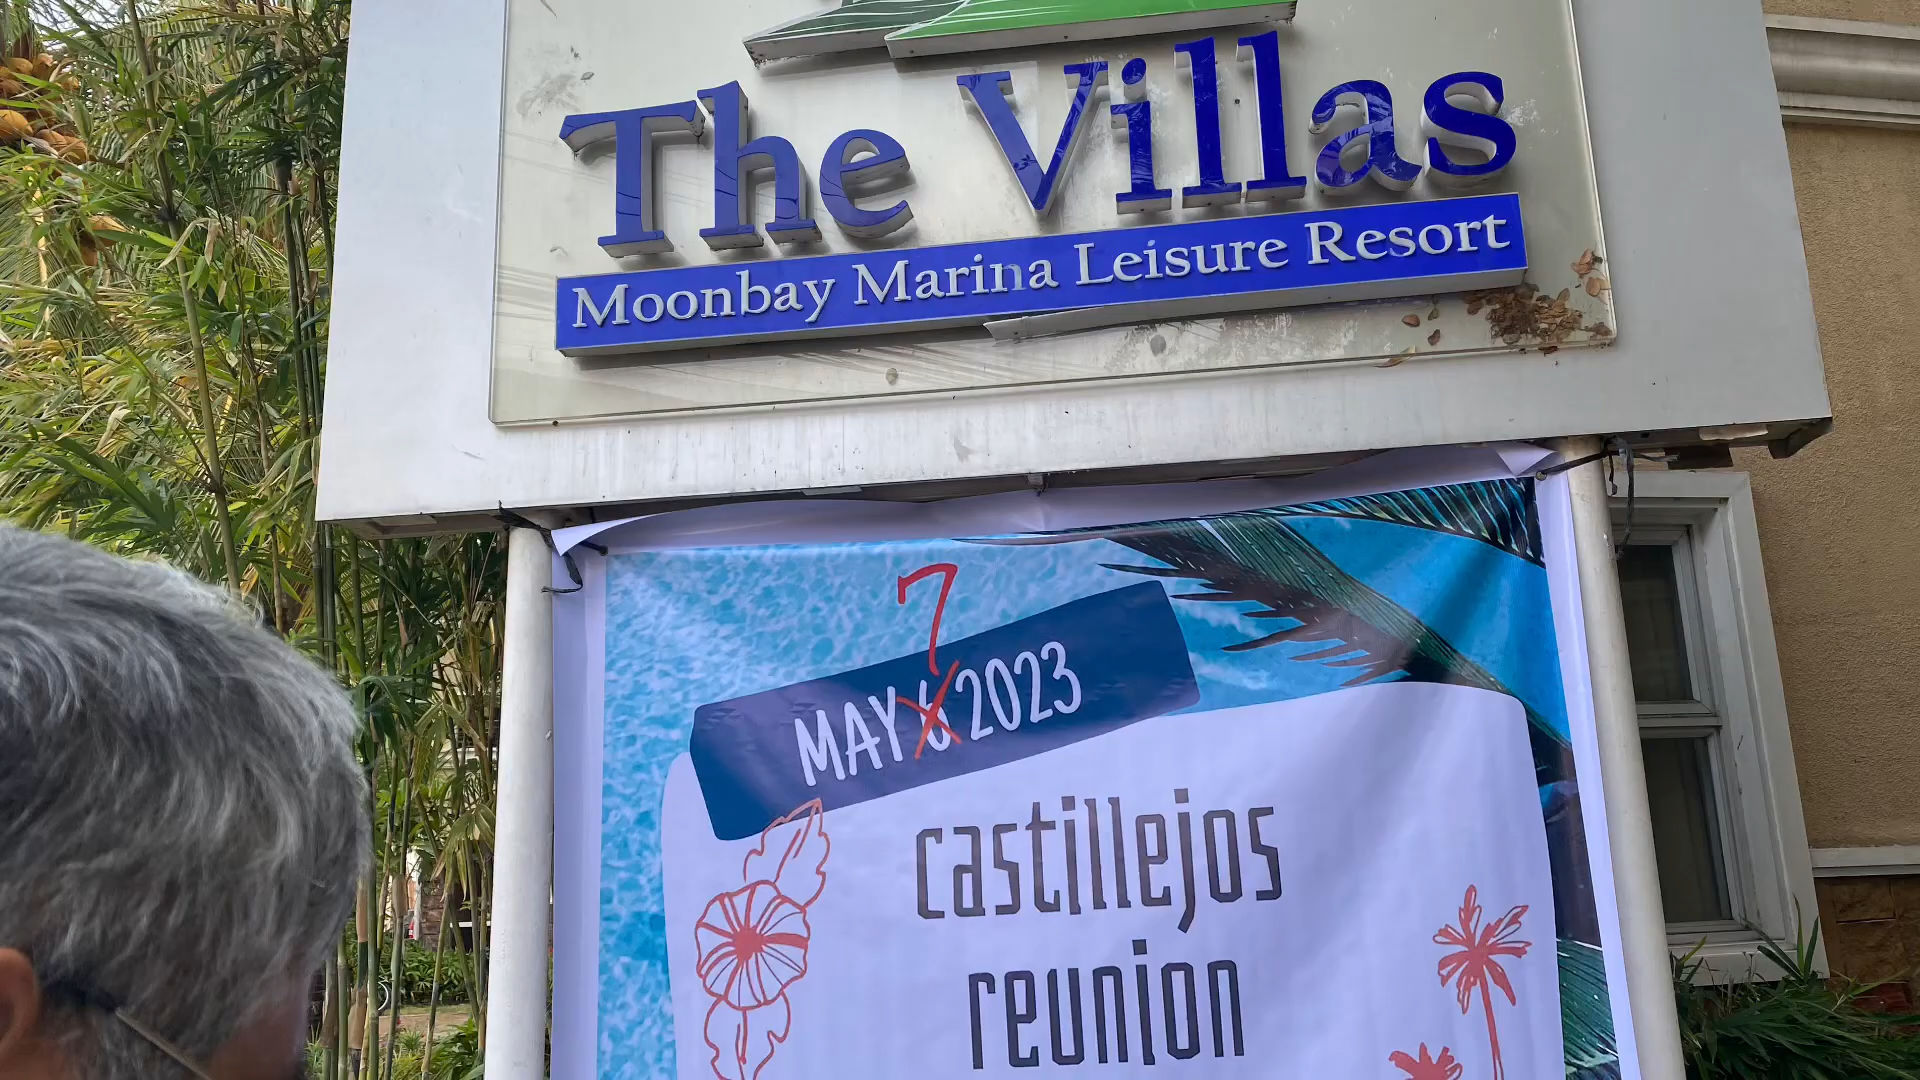 The Villas
Moonbay Marina Leisure Resort
7
MAY 6 2023
castillejos
reunion